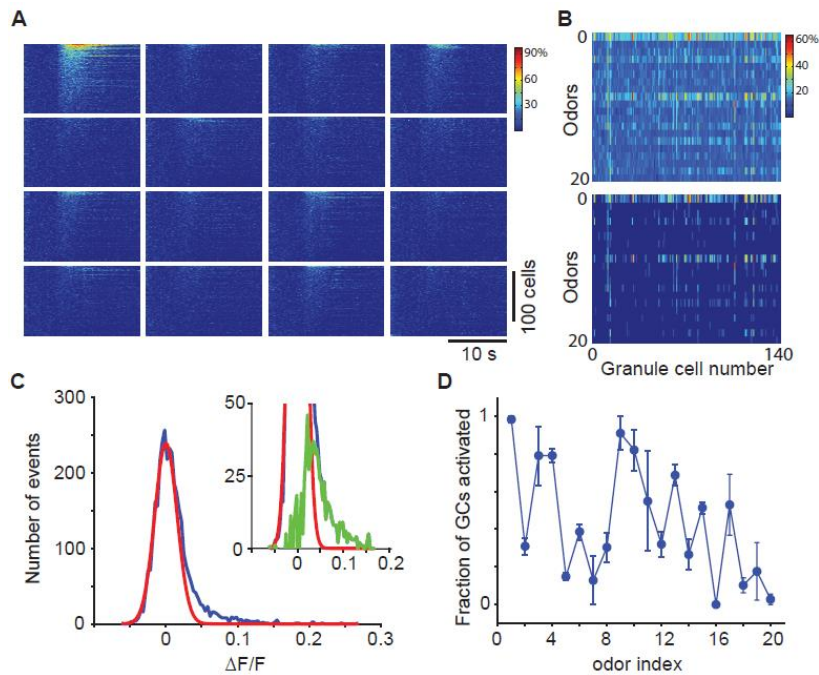 A
90%
60
30
100 cells
10 s
B
0
Odors
20
60%
40
20
0
Odors
20
0
140
Granule cell number
C
300
200
100
0
Number of events
0
0.1
0.2
0.3
ΔF/F
50
25
0
0
0.1
0.2
D
1
0
Fraction of GCs activated
0
4
8
12
16
20
odor index